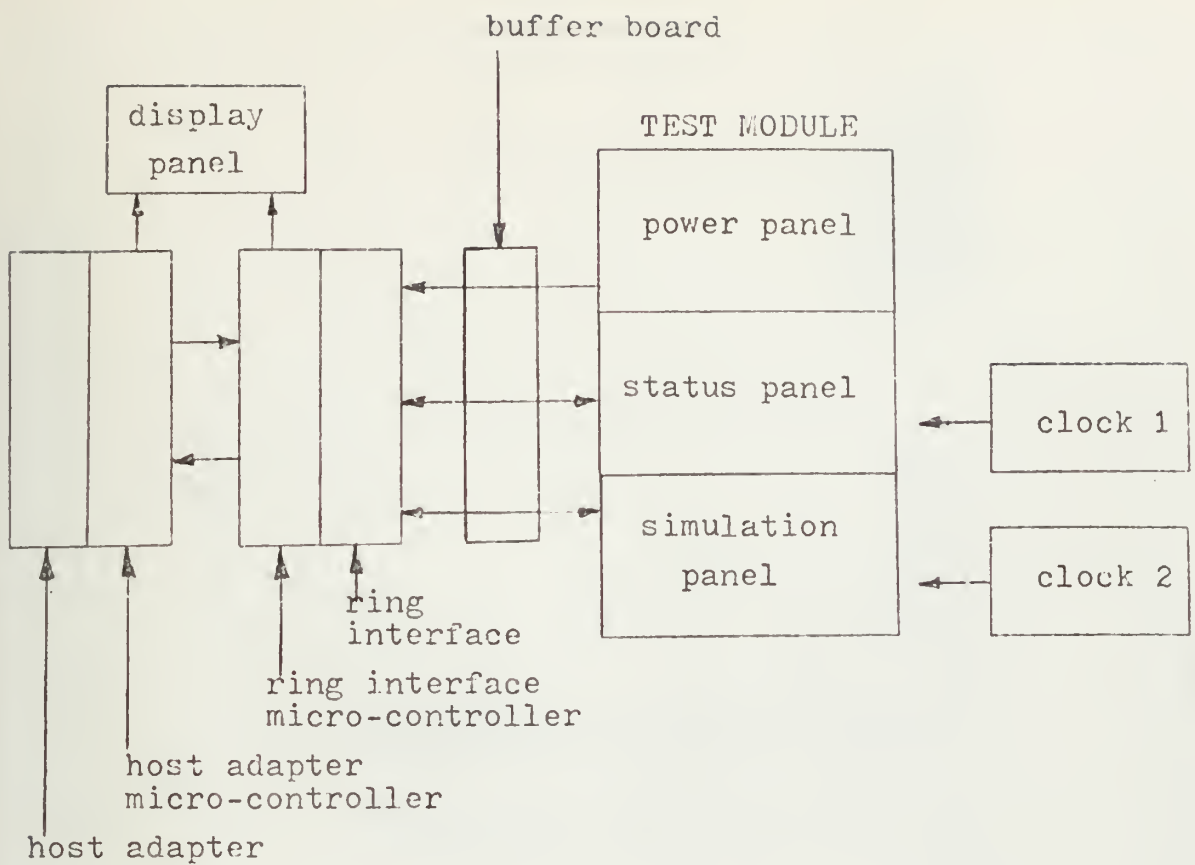 buffer board
display
panel
TEST MODULE
power panel
status panel
clock 1
simulation
panel
clock 2
ring
interface
ring interface
micro-controller
host adapter
micro-controller
host adapter